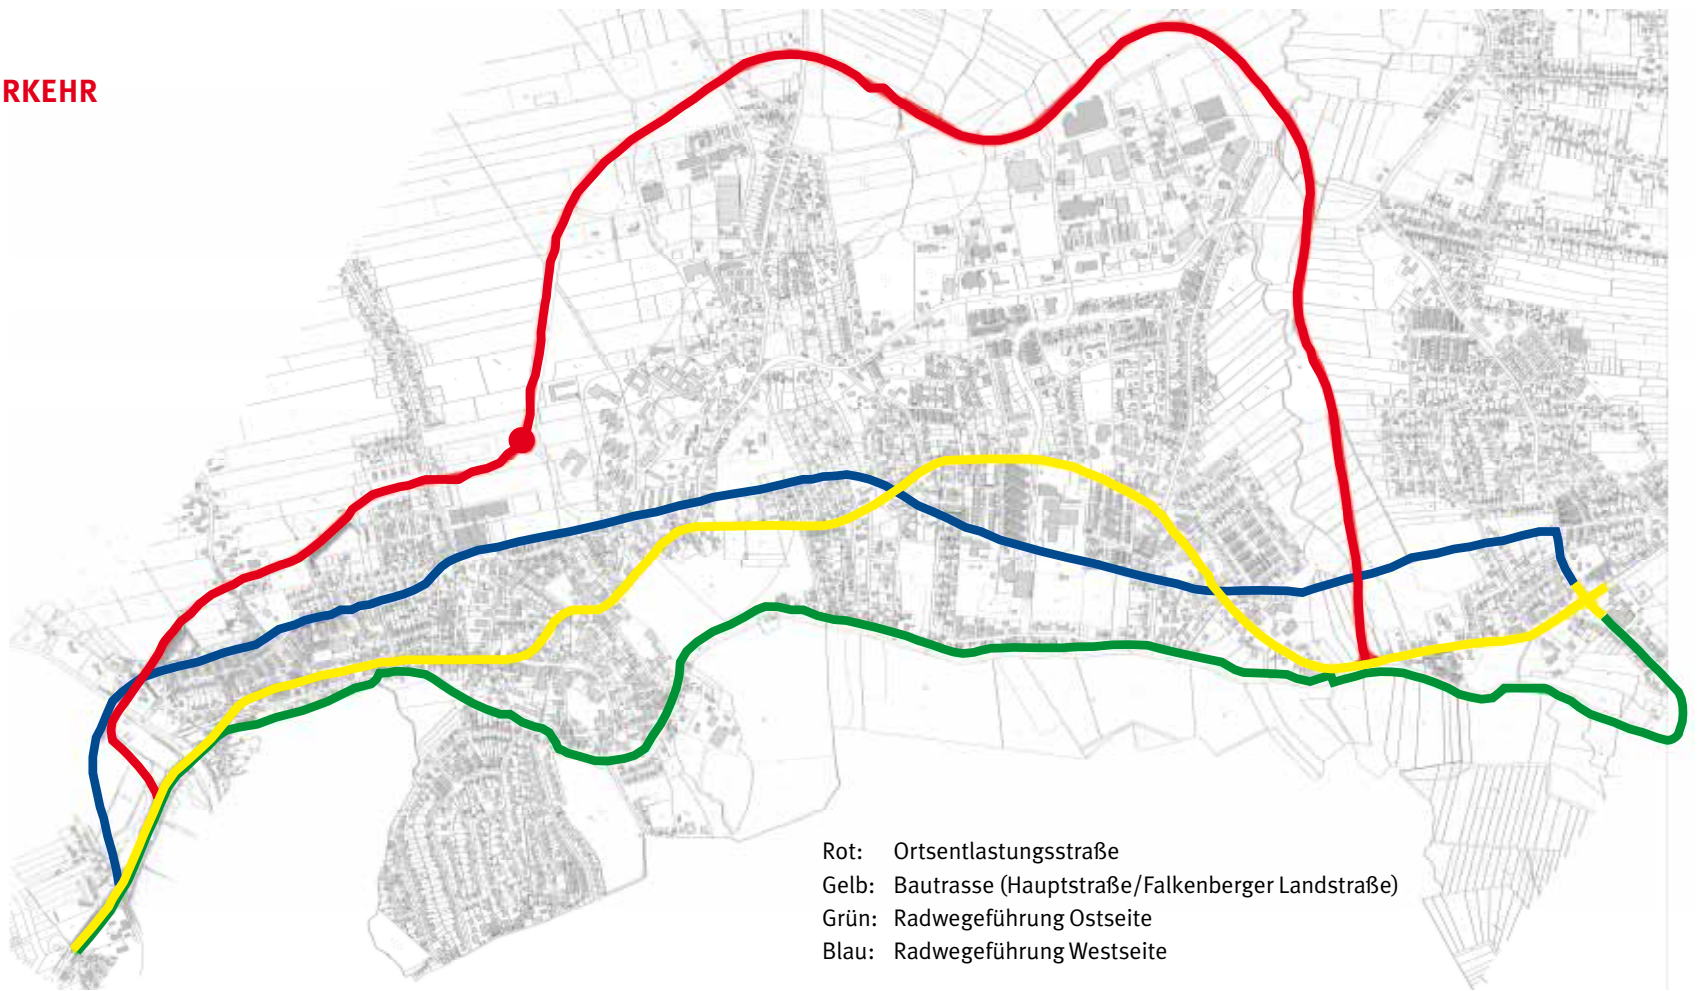 RKEHR
Rot: Ortsentlastungsstraße
Gelb: Bautrasse (Hauptstraße/Falkenberger Landstraße)
Grün: Radwegeführung Ostseite
Blau: Radwegeführung Westseite